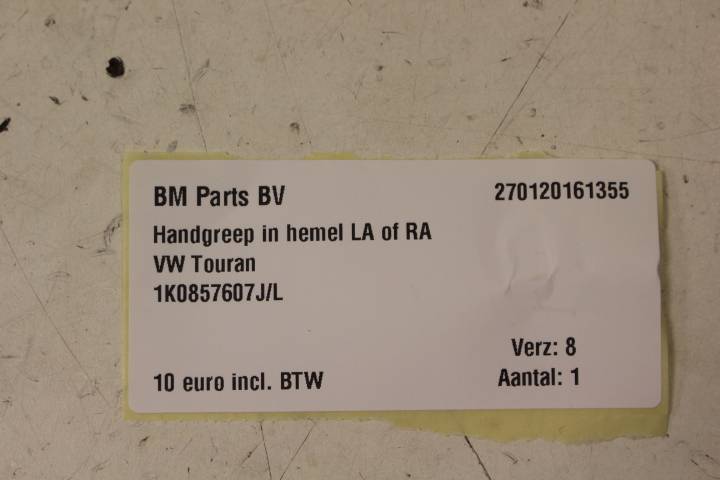 BM Parts BV 270120161355
Handgreep in hemel LA of RA
VW Touran
1K0857607J/L
Verz: 8
10 euro incl. BTW Aantal: 1